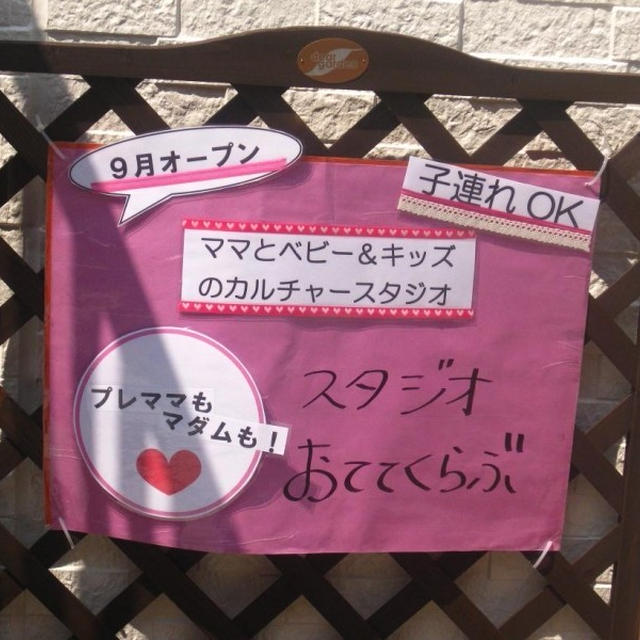 9月オープン
子連れ OK
ママとベビー＆キッズ
のカルチャースタジオ
プレママも
マダムも！
スタジオ
おててくらぶ